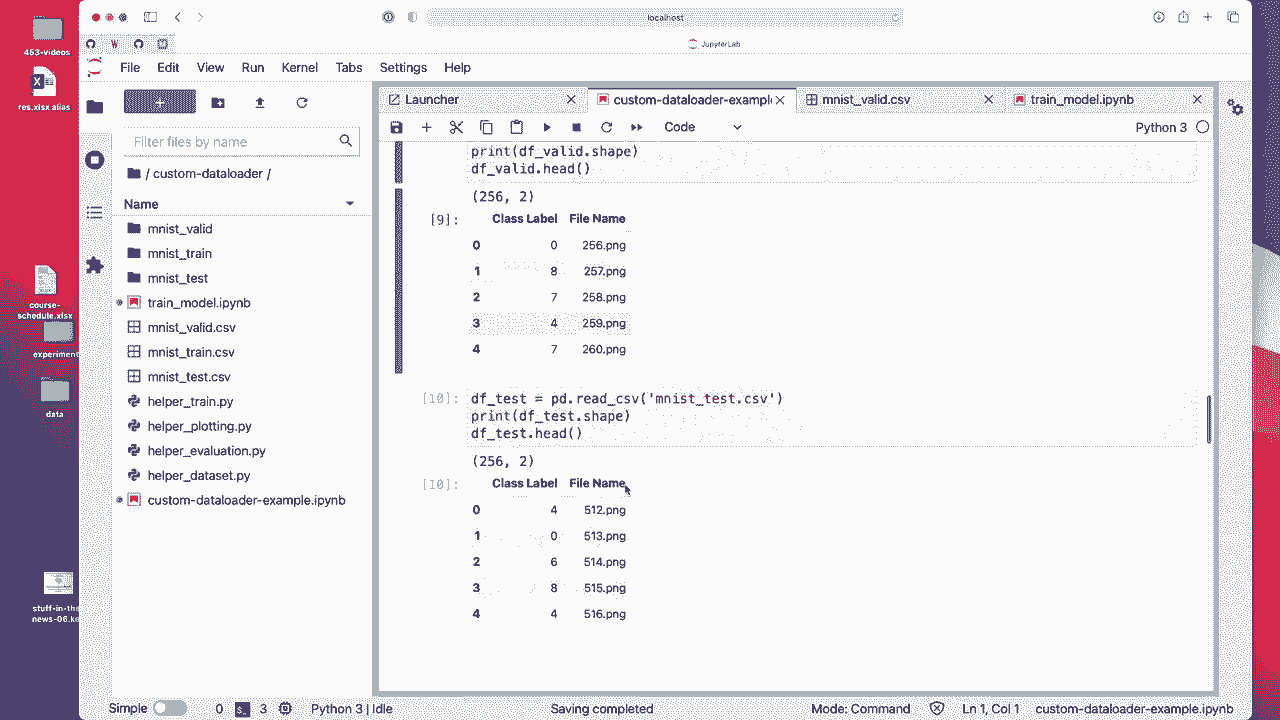 localhost
JupyterLab
File Edit View Run Kernel Tabs Settings Help
Launcher
custom-dataloader-example
mnist_valid.csv
train_model.ipynb
Filter files by name
Code
Python 3
/ custom-dataloader /
Name
mnist_valid
mnist_train
mnist_test
train_model.ipynb
mnist_valid.csv
mnist_train.csv
mnist_test.csv
helper_train.py
helper_plotting.py
helper_evaluation.py
helper_dataset.py
custom-dataloader-example.ipynb
print(df_valid.shape)
df_valid.head()
(256, 2)
[9]:
Class Label File Name
0 0 256.png
1 8 257.png
2 7 258.png
3 4 259.png
4 7 260.png
[10]: df_test = pd.read_csv('mnist_test.csv')
print(df_test.shape)
df_test.head()
(256, 2)
[10]:
Class Label File Name
0 4 512.png
1 0 513.png
2 6 514.png
3 8 515.png
4 4 516.png
Simple 0 3 Python 3 | Idle Saving completed Mode: Command Ln 1, Col 1 custom-dataloader-example.ipynb
453-videos
res.xlsx alias
course-
schedule.xlsx
experiment
data
stuff-in-the
news-06.ke